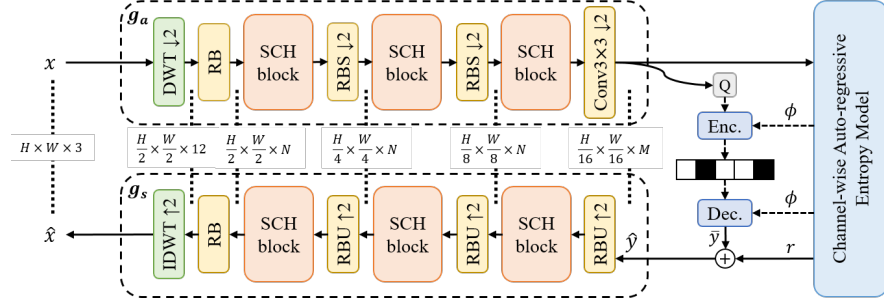 g_a
x
DWT↓2
RB
SCH
block
RBS↓2
SCH
block
RBS↓2
SCH
block
Conv3×3↓2
Q
Enc.
ϕ
H × W × 3
H/2 × W/2 × 12
H/2 × W/2 × N
H/4 × W/4 × N
H/8 × W/8 × N
H/16 × W/16 × M
Channel-wise Auto-regressive
Entropy Model
g_s
x̂
IDWT↑2
RB
SCH
block
RBU↑2
SCH
block
RBU↑2
SCH
block
RBU↑2
ŷ
Dec.
ϕ
ȳ
+
r